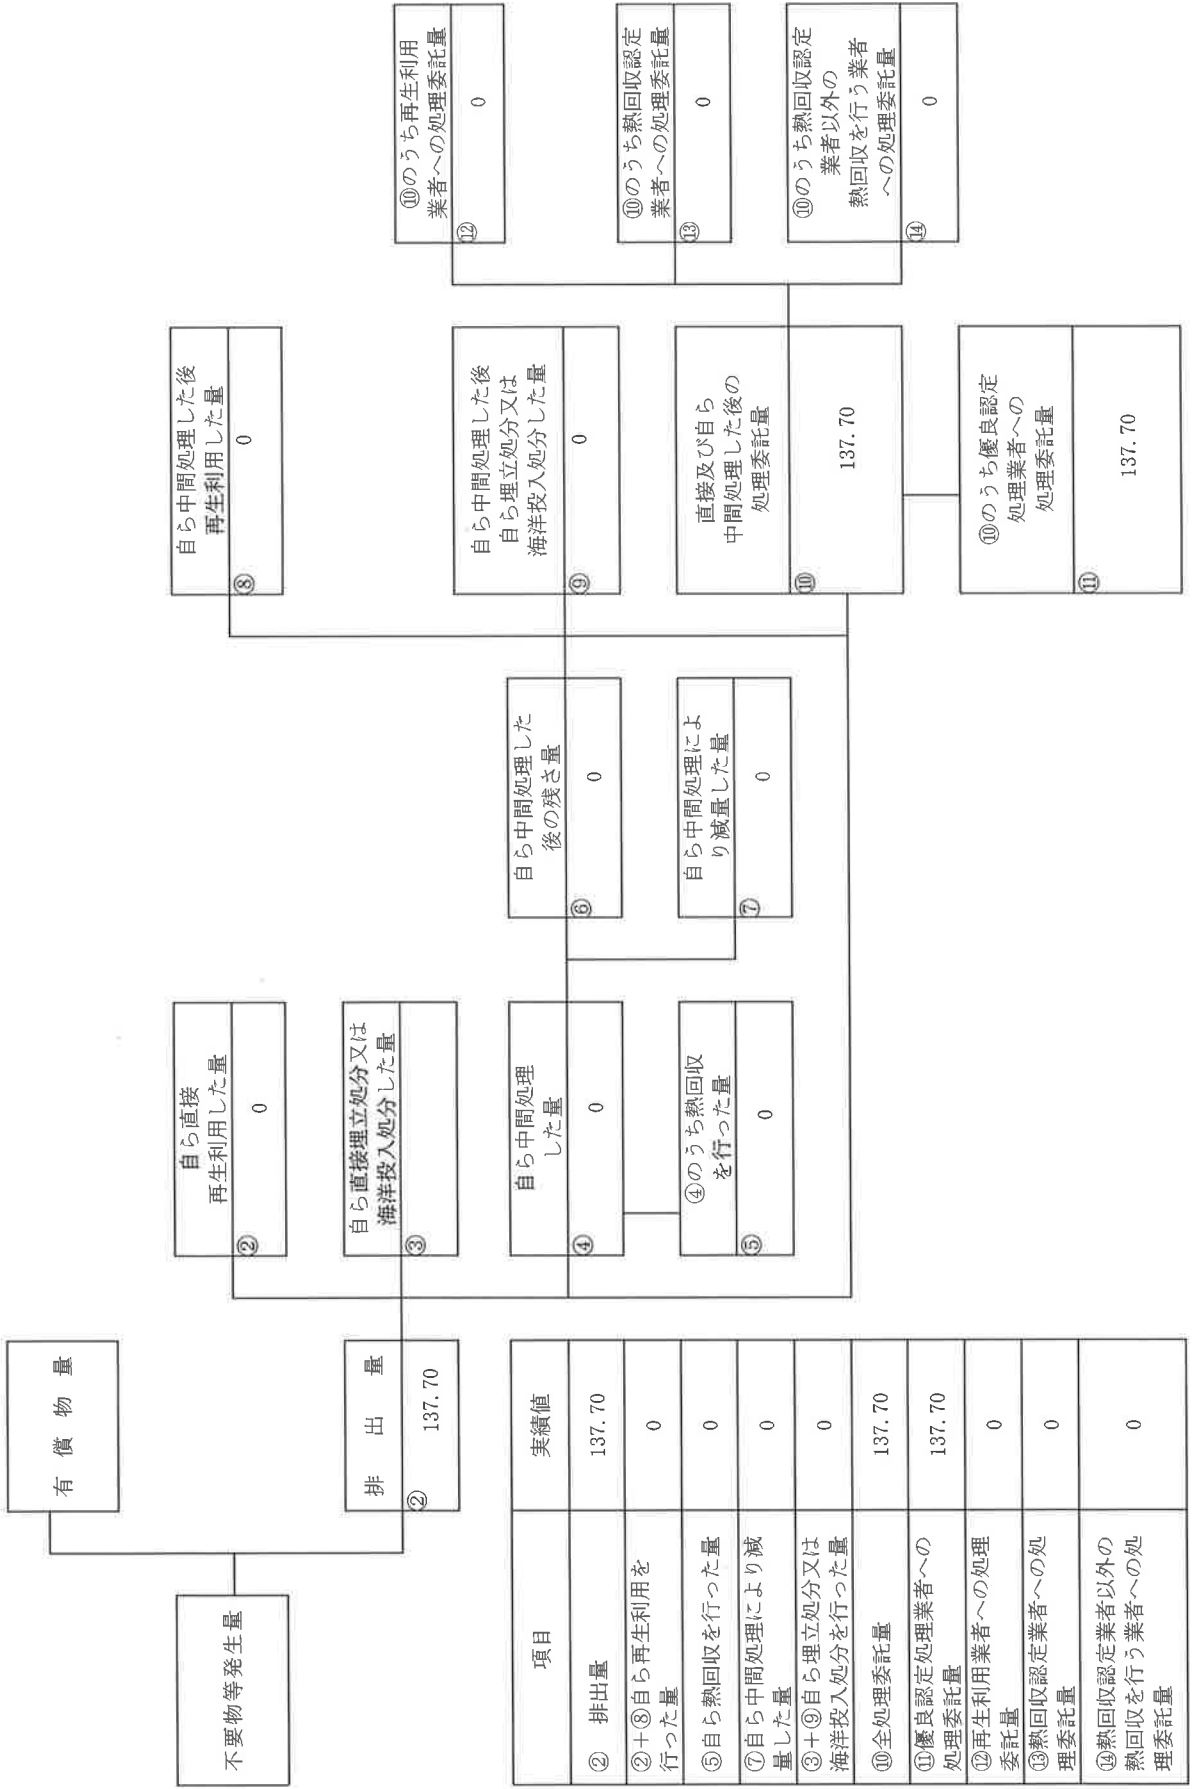 不要物等発生量
有償物量
排出量
② 137.70
自ら直接
再生利用した量
② 0
自ら直接埋立処分又は
海洋投入処分した量
③
自ら中間処理
した量
④ 0
④のうち熱回収
を行った量
⑤ 0
自ら中間処理した
後の残さ量
⑥ 0
自ら中間処理によ
り減量した量
⑦ 0
自ら中間処理した後
再生利用した量
⑧ 0
自ら中間処理した後
自ら埋立処分又は
海洋投入処分した量
⑨ 0
直接及び自ら
中間処理した後の
処理委託量
⑩ 137.70
⑩のうち優良認定
処理業者への
処理委託量
⑪ 137.70
⑩のうち再生利用
業者への処理委託量
⑫ 0
⑩のうち熱回収認定
業者への処理委託量
⑬ 0
⑩のうち熱回収認定
業者以外の
熱回収を行う業者
への処理委託量
⑭ 0
項目 実績値
② 排出量 137.70
②+⑧自ら再生利用を
行った量 0
⑤自ら熱回収を行った量 0
⑦自ら中間処理により減
量した量 0
③+⑨自ら埋立処分又は
海洋投入処分を行った量 0
⑩全処理委託量 137.70
⑪優良認定処理業者への
処理委託量 137.70
⑫再生利用業者への処理
委託量 0
⑬熱回収認定業者への処
理委託量 0
⑭熱回収認定業者以外の
熱回収を行う業者への処
理委託量 0